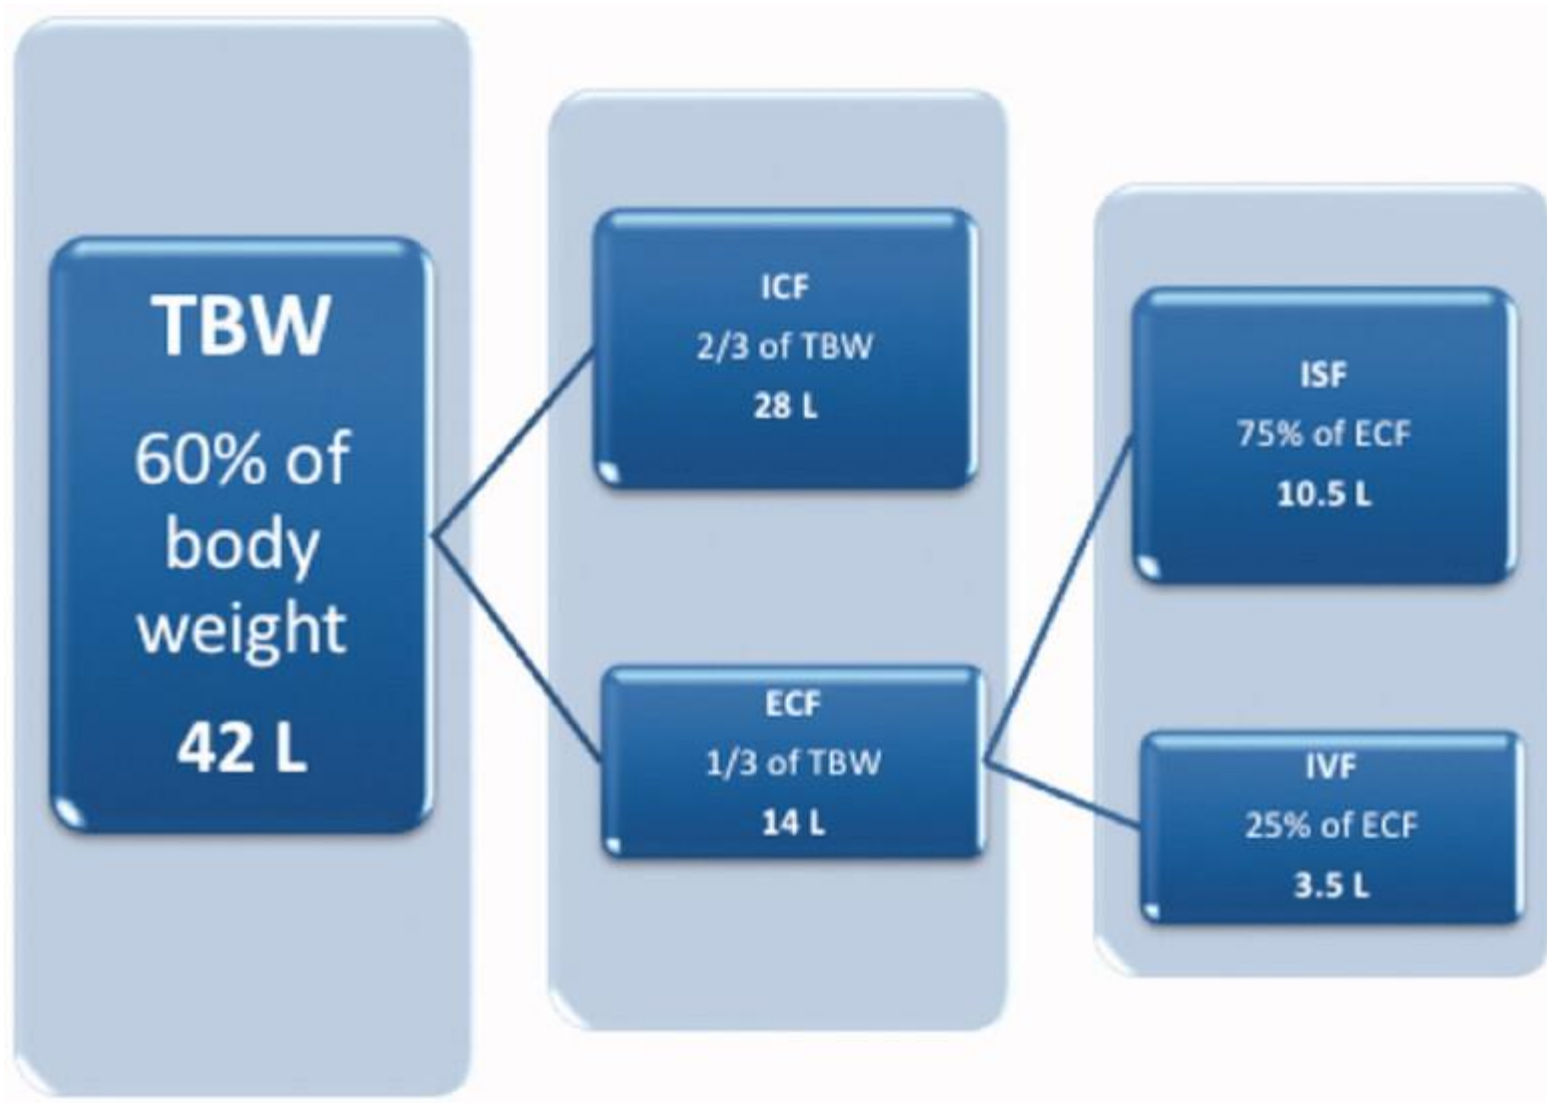 TBW
60% of
body
weight
42 L
ICF
2/3 of TBW
28 L
ECF
1/3 of TBW
14 L
ISF
75% of ECF
10.5 L
IVF
25% of ECF
3.5 L